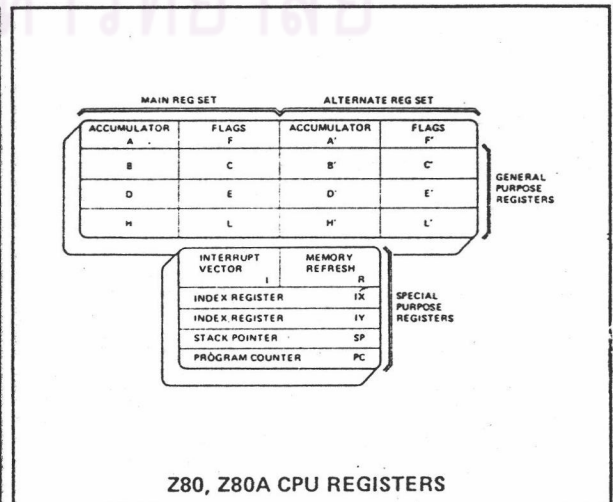 MAIN REG SET ALTERNATE REG SET
ACCUMULATOR A FLAGS F ACCUMULATOR A' FLAGS F'
B C B' C'
D E D' E'
H L H' L'
GENERAL PURPOSE REGISTERS
INTERRUPT VECTOR I MEMORY REFRESH R
INDEX REGISTER IX
INDEX REGISTER IY
STACK POINTER SP
PROGRAM COUNTER PC
SPECIAL PURPOSE REGISTERS
Z80, Z80A CPU REGISTERS